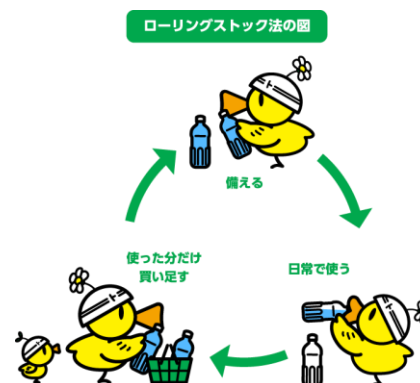 ローリングストック法の図
備える
日常で使う
使った分だけ
買い足す